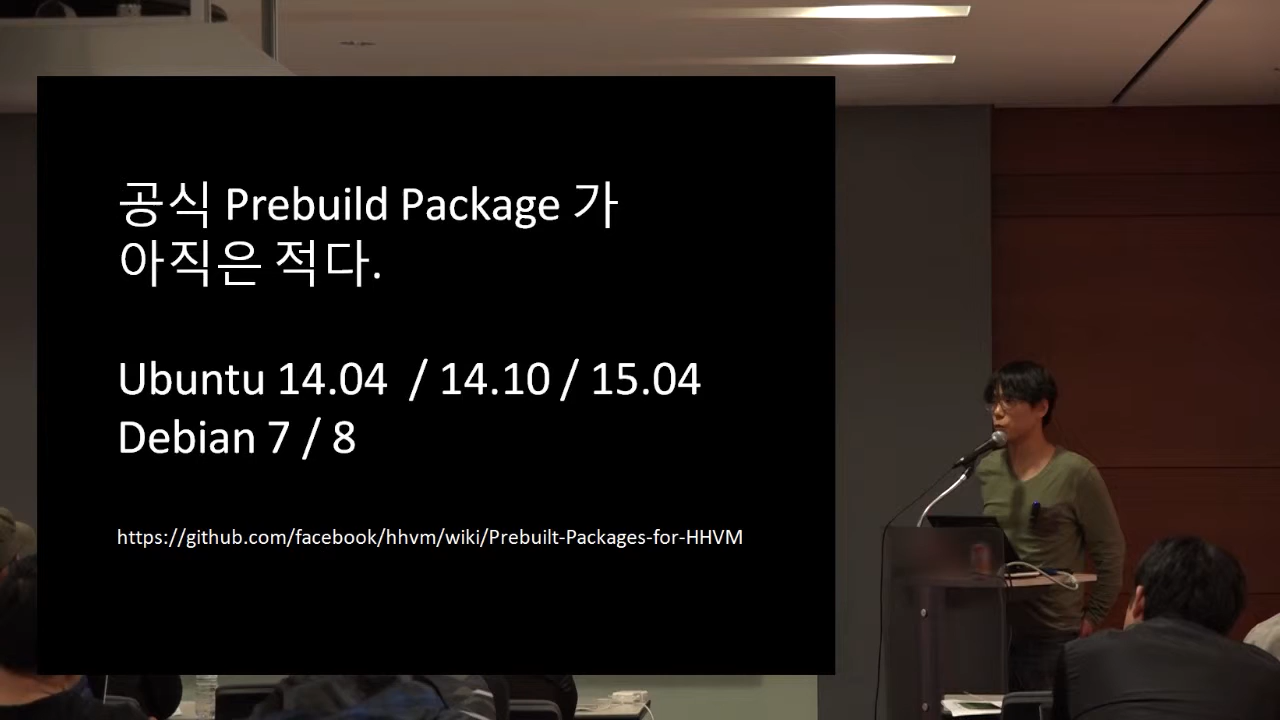 공식 Prebuild Package 가
아직은 적다.
Ubuntu 14.04 / 14.10 / 15.04
Debian 7 / 8
https://github.com/facebook/hhvm/wiki/Prebuilt-Packages-for-HHVM